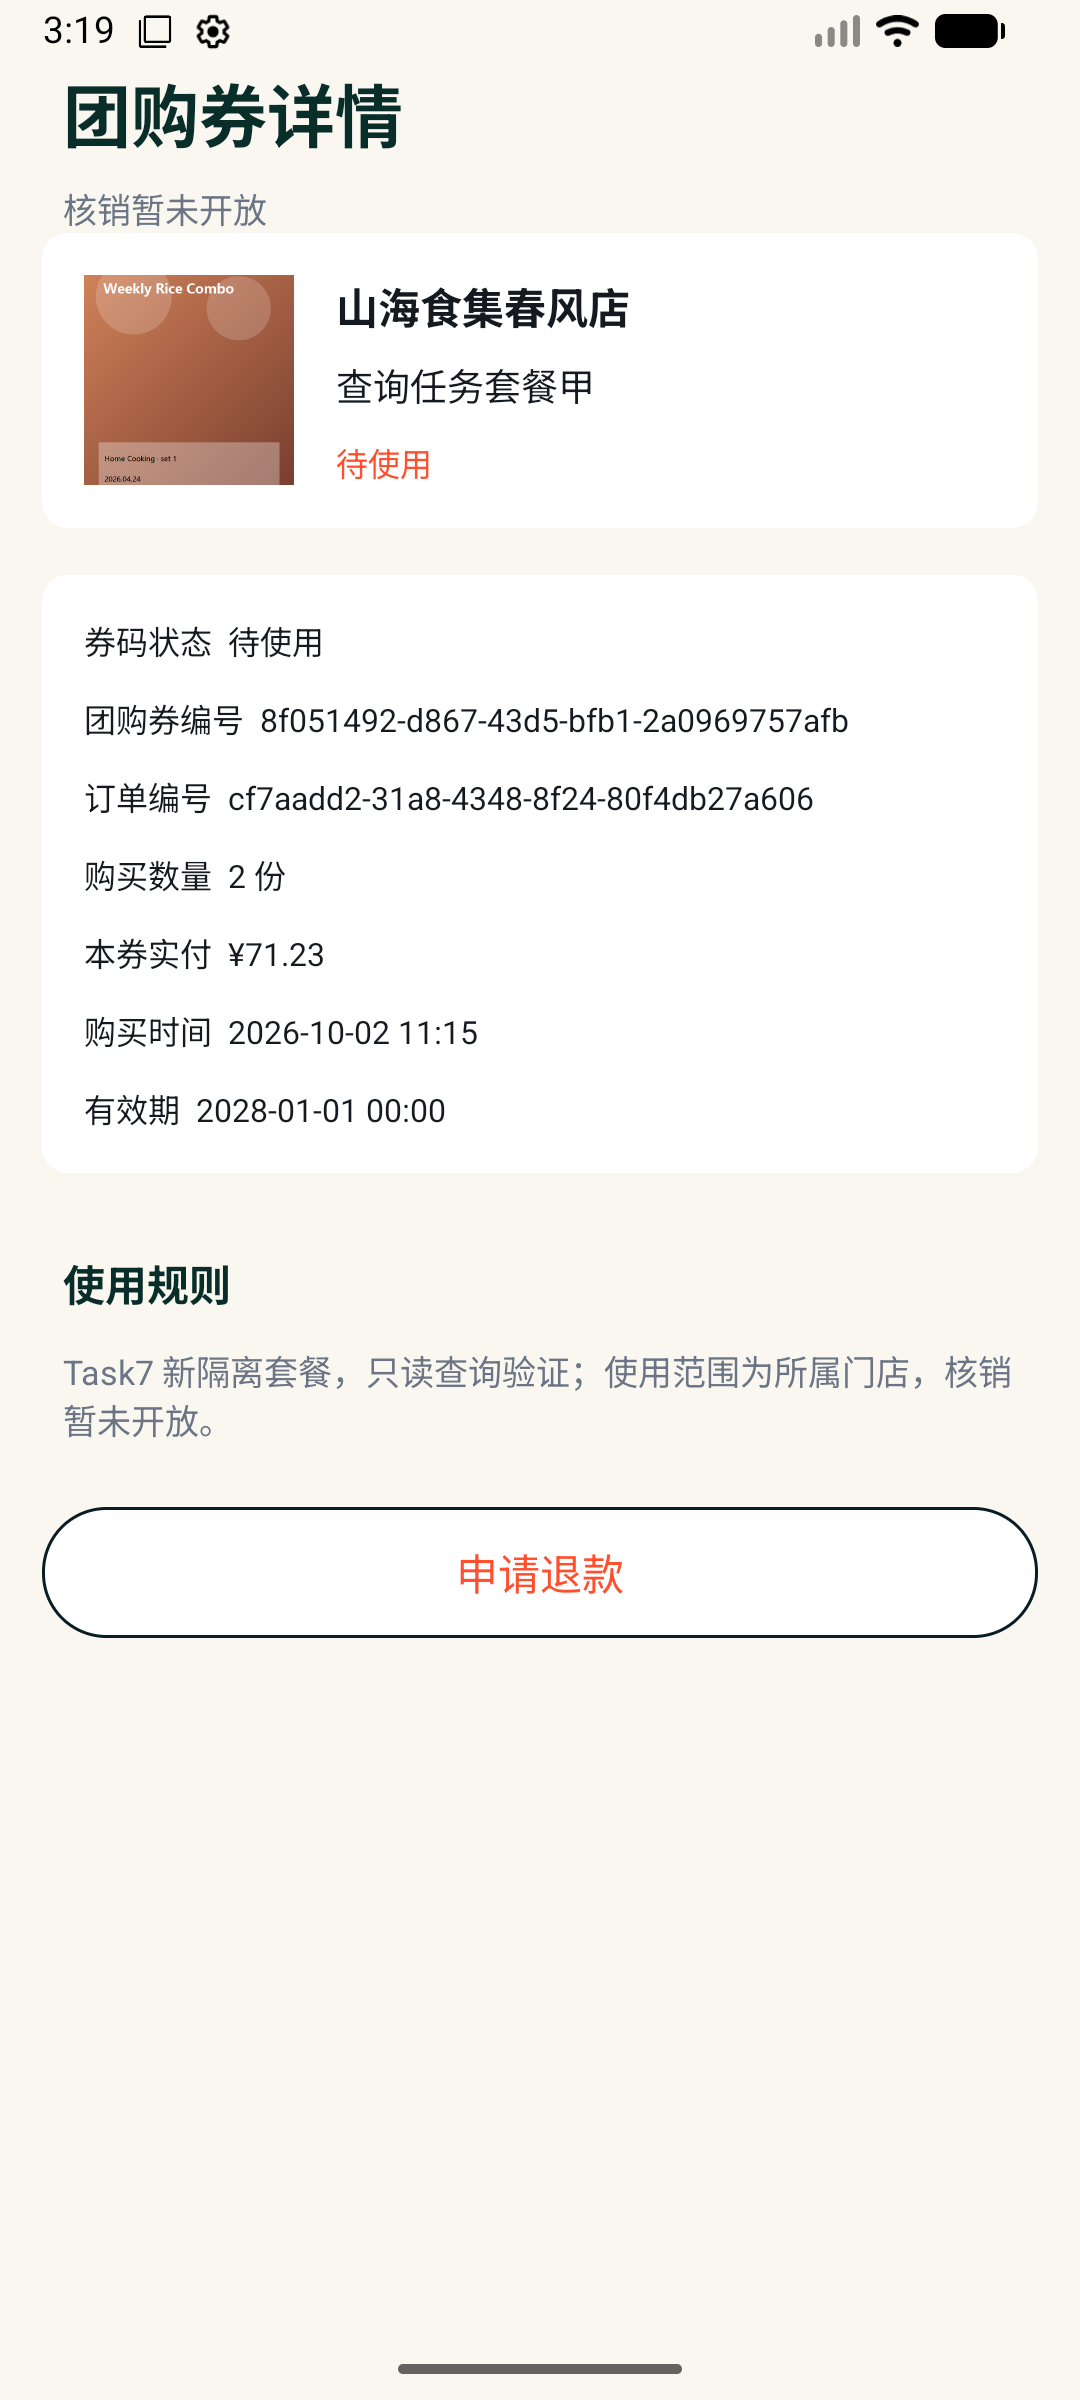 3:19
团购券详情
核销暂未开放
Weekly Rice Combo
Home Cooking · set 1
2026.04.24
山海食集春风店
查询任务套餐甲
待使用
券码状态 待使用
团购券编号 8f051492-d867-43d5-bfb1-2a0969757afb
订单编号 cf7aadd2-31a8-4348-8f24-80f4db27a606
购买数量 2 份
本券实付 ¥71.23
购买时间 2026-10-02 11:15
有效期 2028-01-01 00:00
使用规则
Task7 新隔离套餐，只读查询验证；使用范围为所属门店，核销
暂未开放。
申请退款